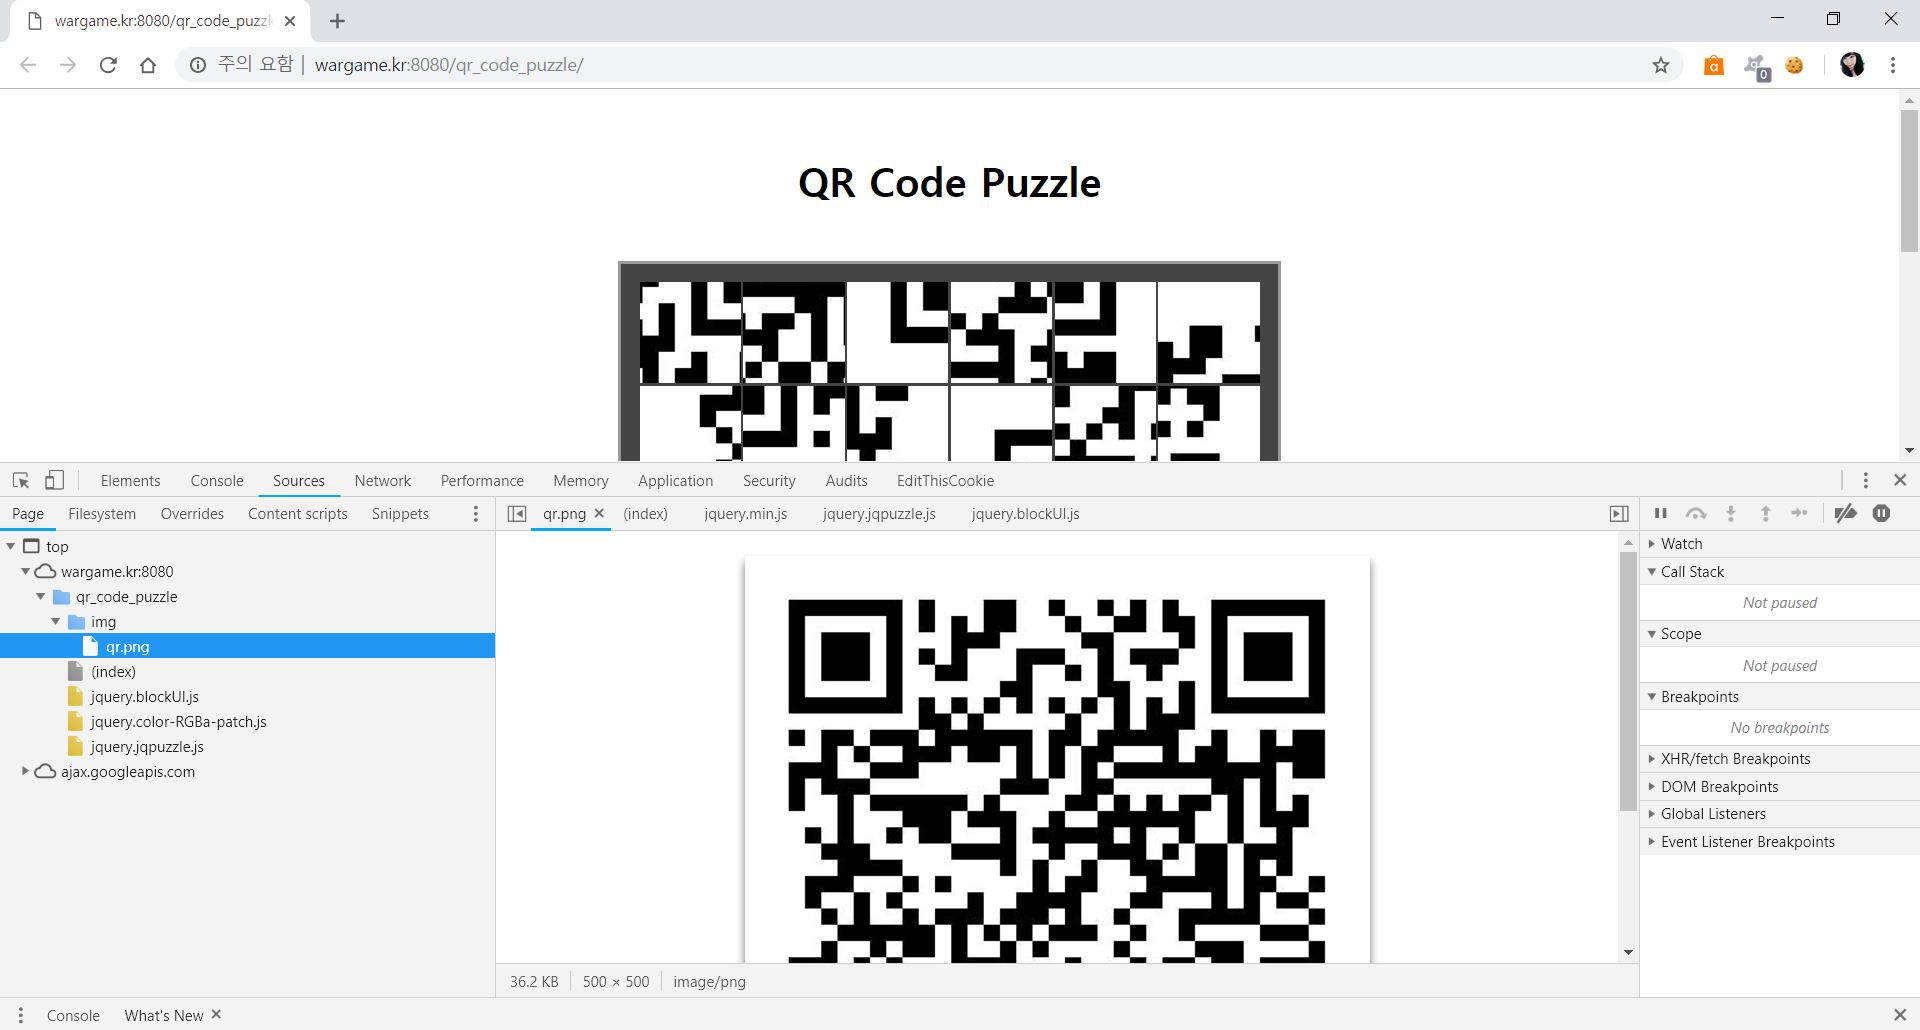 wargame.kr:8080/qr_code_puzzl
주의 요함 | wargame.kr:8080/qr_code_puzzle/
a
0
QR Code Puzzle
Elements Console Sources Network Performance Memory Application Security Audits EditThisCookie
Page Filesystem Overrides Content scripts Snippets
qr.png (index) jquery.min.js jquery.jqpuzzle.js jquery.blockUI.js
top
wargame.kr:8080
qr_code_puzzle
img
qr.png
(index)
jquery.blockUI.js
jquery.color-RGBa-patch.js
jquery.jqpuzzle.js
ajax.googleapis.com
Watch
Call Stack
Not paused
Scope
Not paused
Breakpoints
No breakpoints
XHR/fetch Breakpoints
DOM Breakpoints
Global Listeners
Event Listener Breakpoints
36.2 KB 500 × 500 image/png
Console What's New